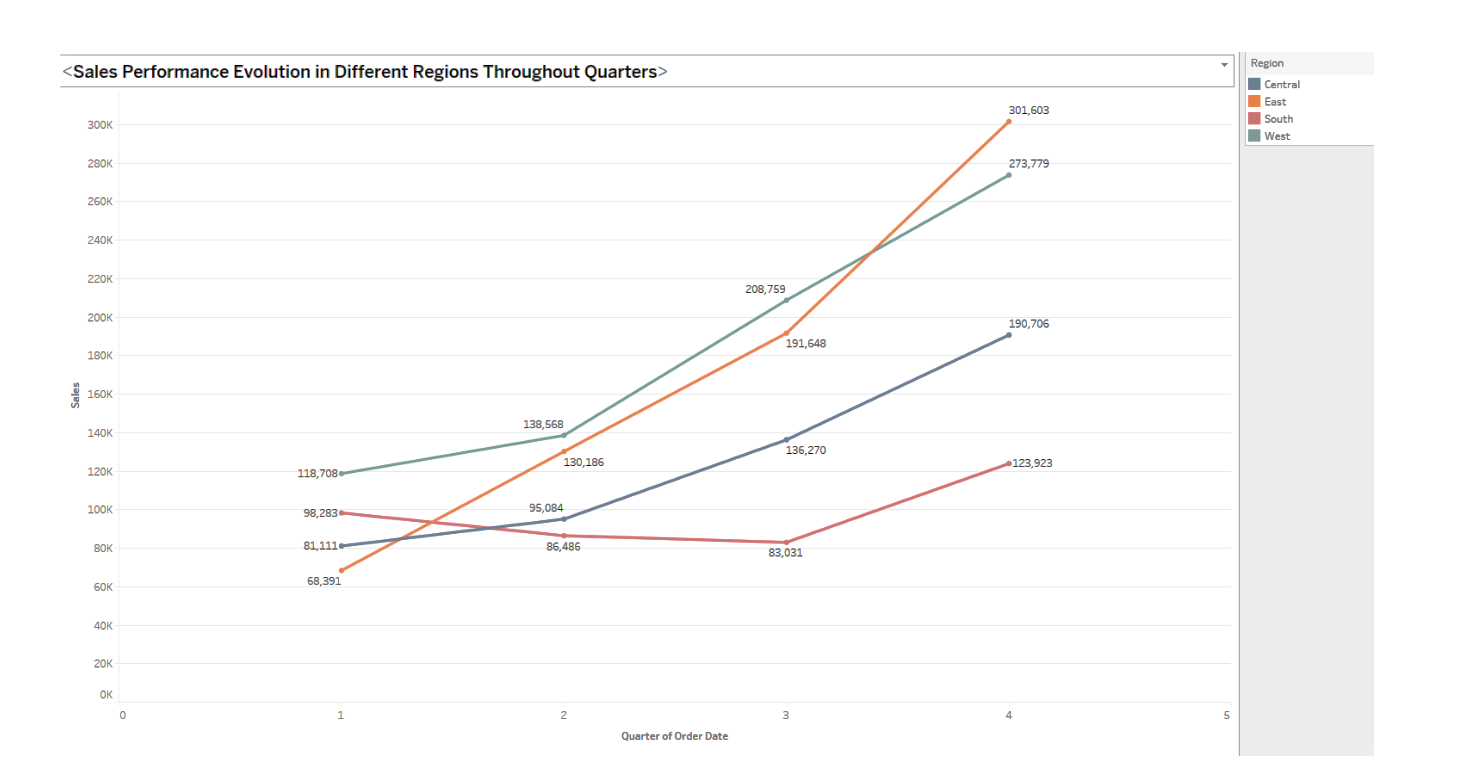 <Sales Performance Evolution in Different Regions Throughout Quarters>
Region
Central
East
South
West
301,603
300K
280K
273,779
260K
240K
220K
208,759
200K
190,706
191,648
180K
Sales
160K
140K
138,568
136,270
130,186
120K
118,708
123,923
100K
98,283
95,084
80K
81,111
86,486
83,031
60K
68,391
40K
20K
0K
0 1 2 3 4 5
Quarter of Order Date